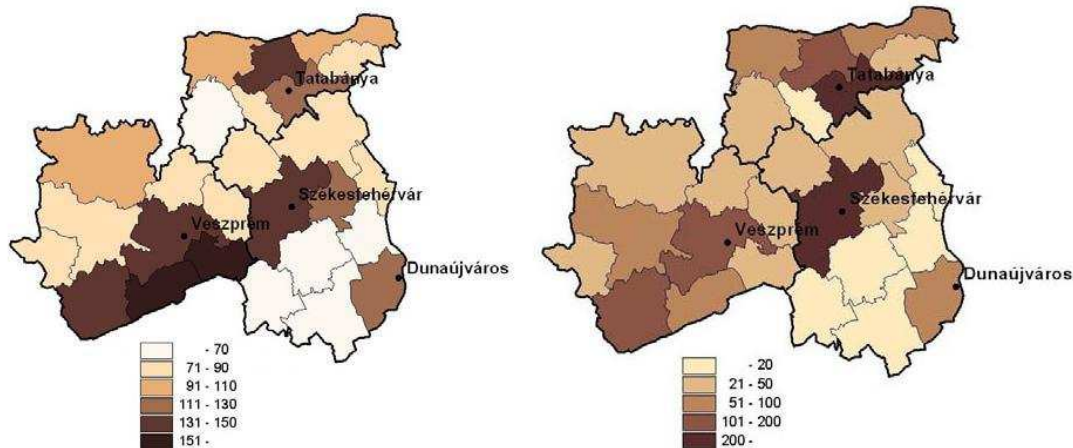 Tatabánya
Székesfehérvár
Veszprém
Dunaújváros
- 70
71 - 90
91 - 110
111 - 130
131 - 150
151 -
Tatabánya
Székesfehérvár
Veszprém
Dunaújváros
- 20
21 - 50
51 - 100
101 - 200
200 -